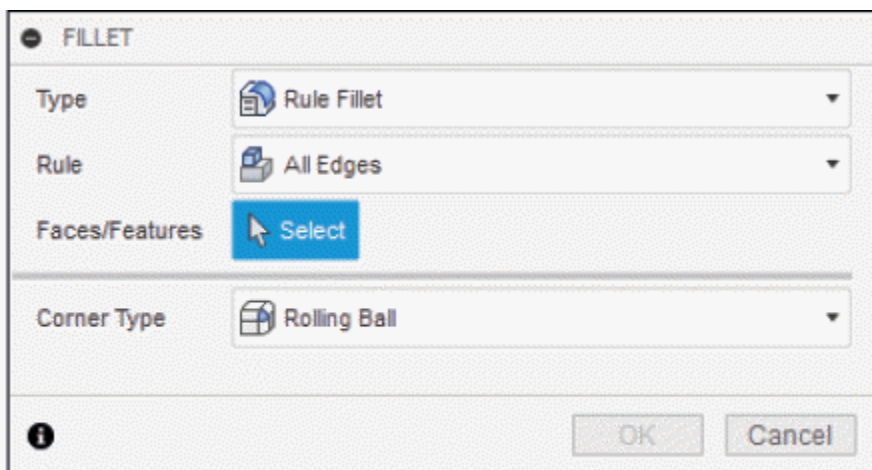 FILLET
Type Rule Fillet
Rule All Edges
Faces/Features Select
Corner Type Rolling Ball
OK Cancel